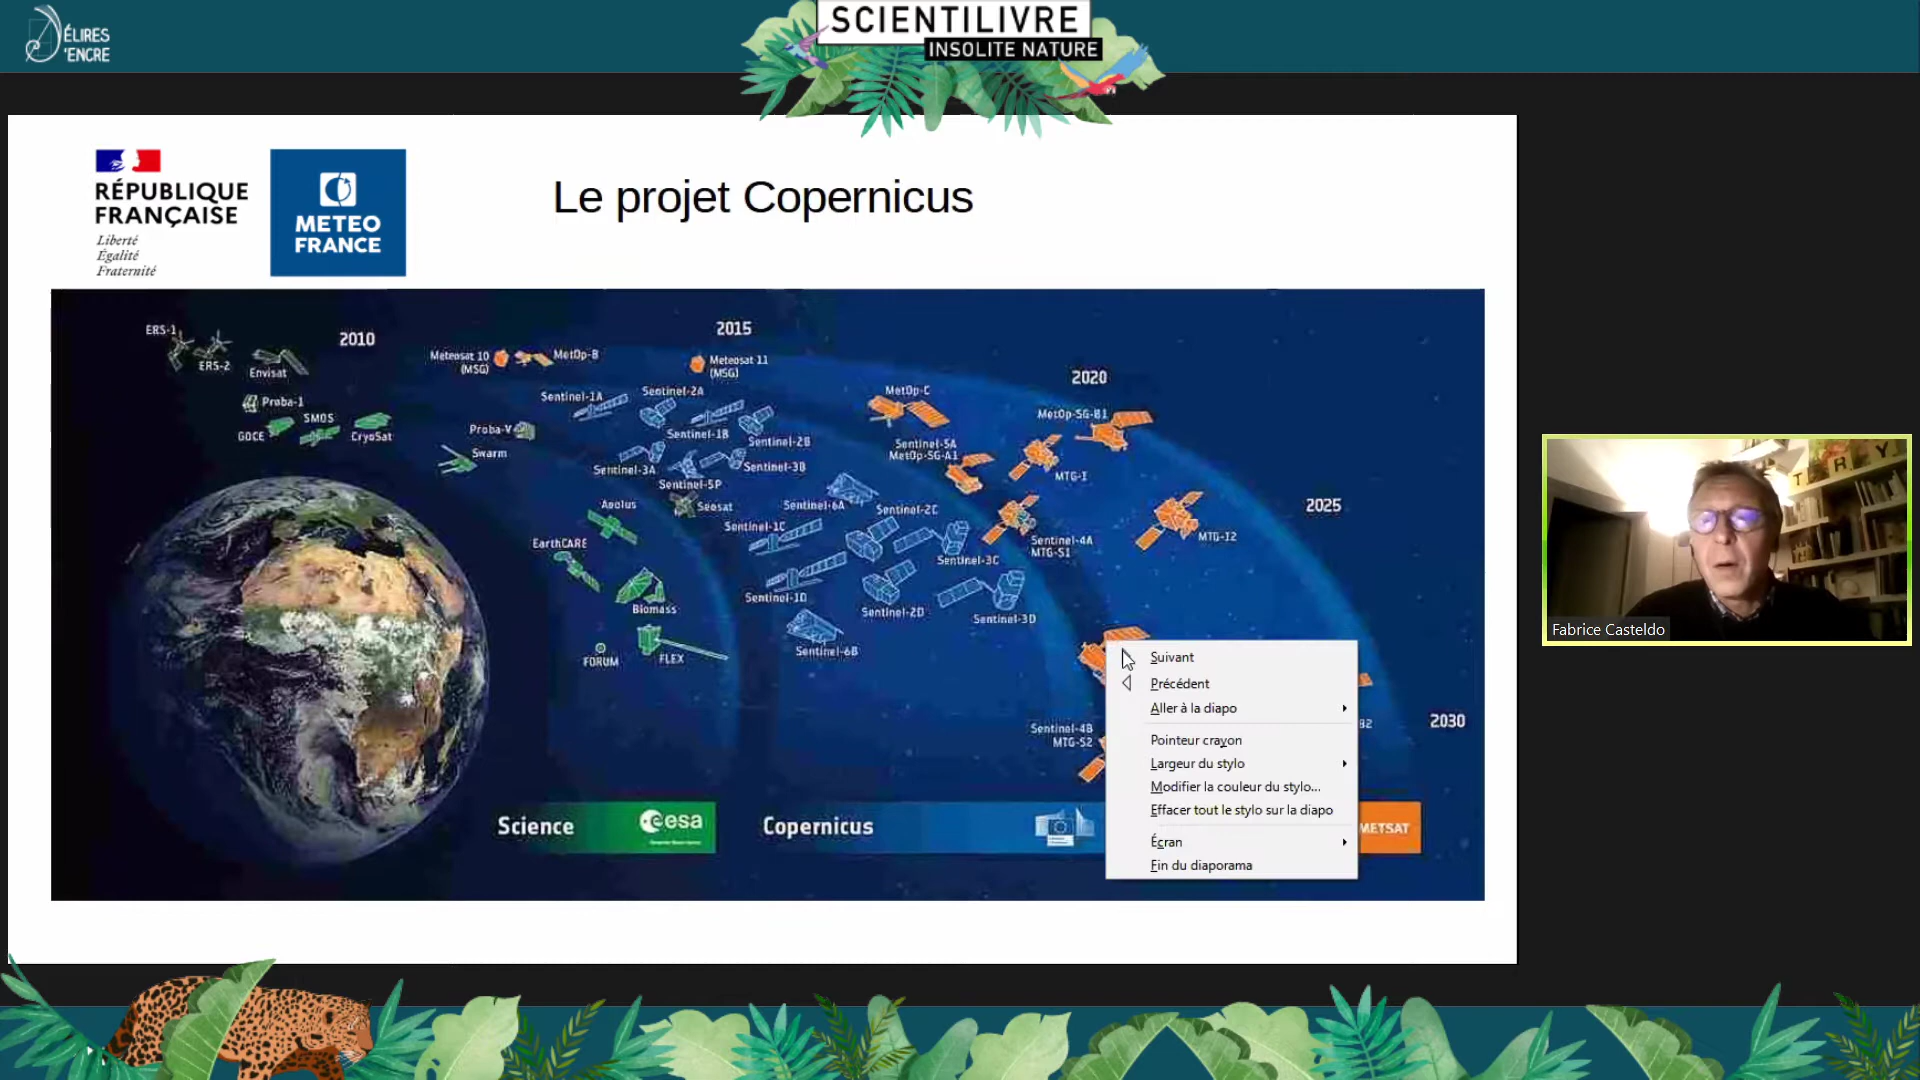 ÉLIRES
'ENCRE
SCIENTILIVRE
INSOLITE NATURE
RÉPUBLIQUE
FRANÇAISE
Liberté
Égalité
Fraternité
METEO
FRANCE
Le projet Copernicus
ERS-1
ERS-2
Envisat
2010
Proba-1
SMOS
GOCE
CryoSat
Meteosat 10
(MSG)
MetOp-B
2015
Meteosat 11
(MSG)
Sentinel-1A
Sentinel-2A
Sentinel-1B
Sentinel-2B
Proba-V
Swarm
Sentinel-3A
Sentinel-3B
Sentinel-5P
Aeolus
Seosat
Sentinel-6A
Sentinel-2C
Sentinel-1C
EarthCARE
Sentinel-3C
Biomass
Sentinel-1D
Sentinel-2D
Sentinel-3D
FORUM
FLEX
Sentinel-6B
MetOp-C
2020
MetOp-SG-B1
Sentinel-5A
MetOp-SG-A1
MTG-I
2025
Sentinel-4A
MTG-S1
MTG-I2
Sentinel-4B
MTG-S2
B2
2030
Science
esa
Copernicus
METSAT
Suivant
Précédent
Aller à la diapo
Pointeur crayon
Largeur du stylo
Modifier la couleur du stylo...
Effacer tout le stylo sur la diapo
Écran
Fin du diaporama
T R Y
Fabrice Casteldo